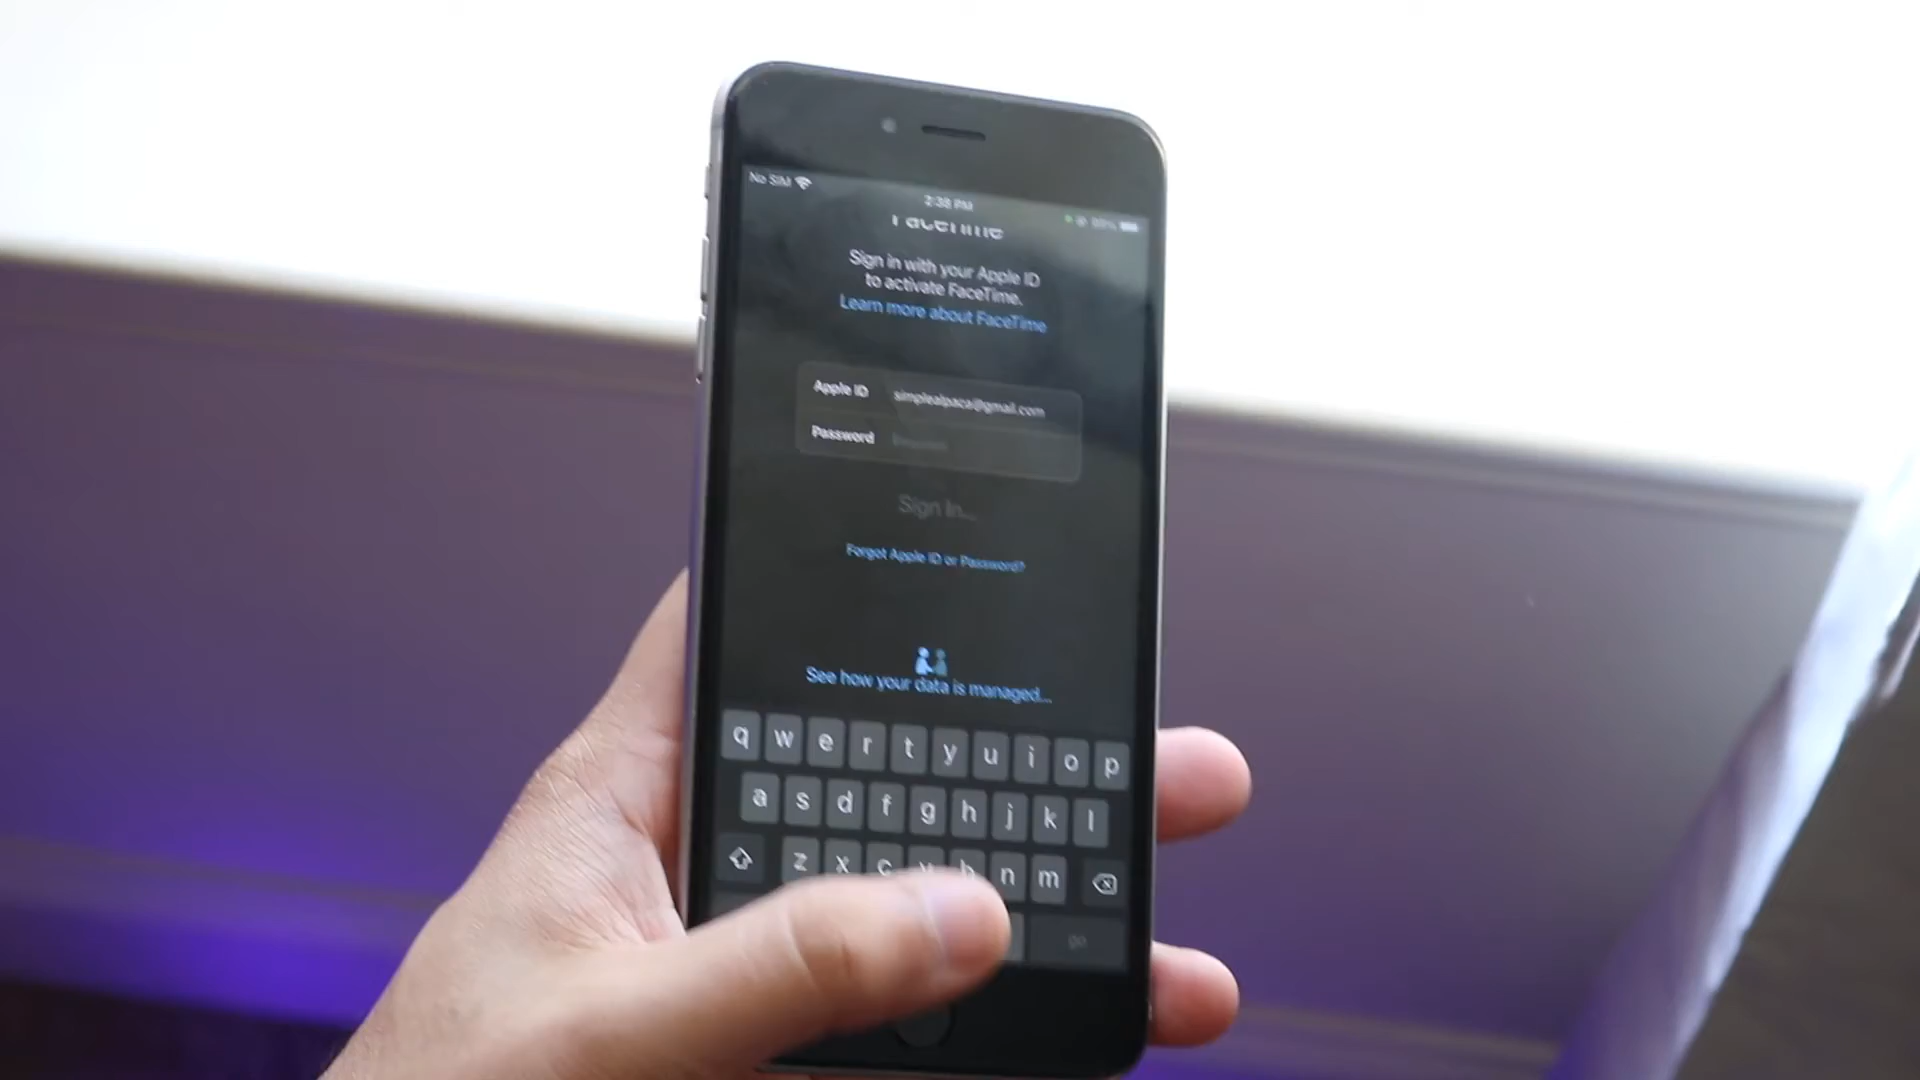 No SIM
2:38 PM
FaceTime
Sign in with your Apple ID
to activate FaceTime.
Learn more about FaceTime
Apple ID simplealpaca@gmail.com
Password
Sign In...
Forgot Apple ID or Password?
See how your data is managed...
q w e r t y u i o p
a s d f g h j k l
z x c v b n m
go